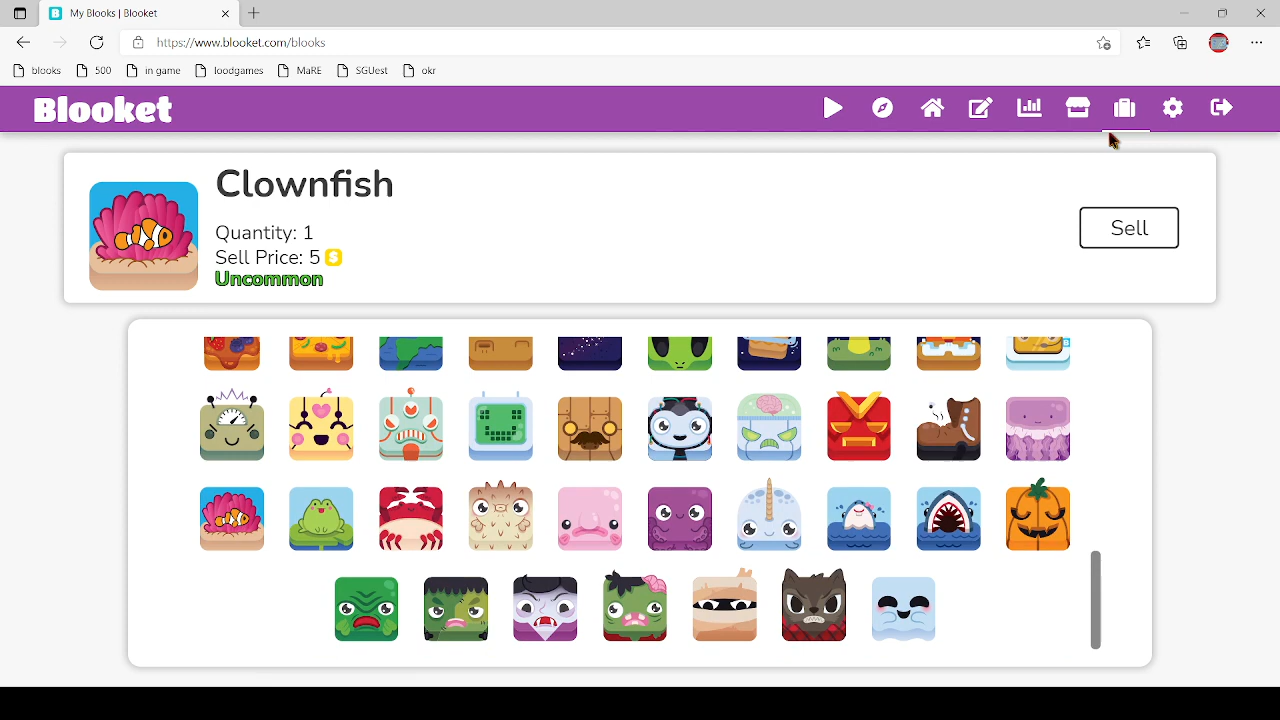 My Blooks | Blooket
https://www.blooket.com/blooks
blooks
500
in game
loodgames
MaRE
SGUest
okr
Blooket
Clownfish
Quantity: 1
Sell Price: 5
Uncommon
Sell